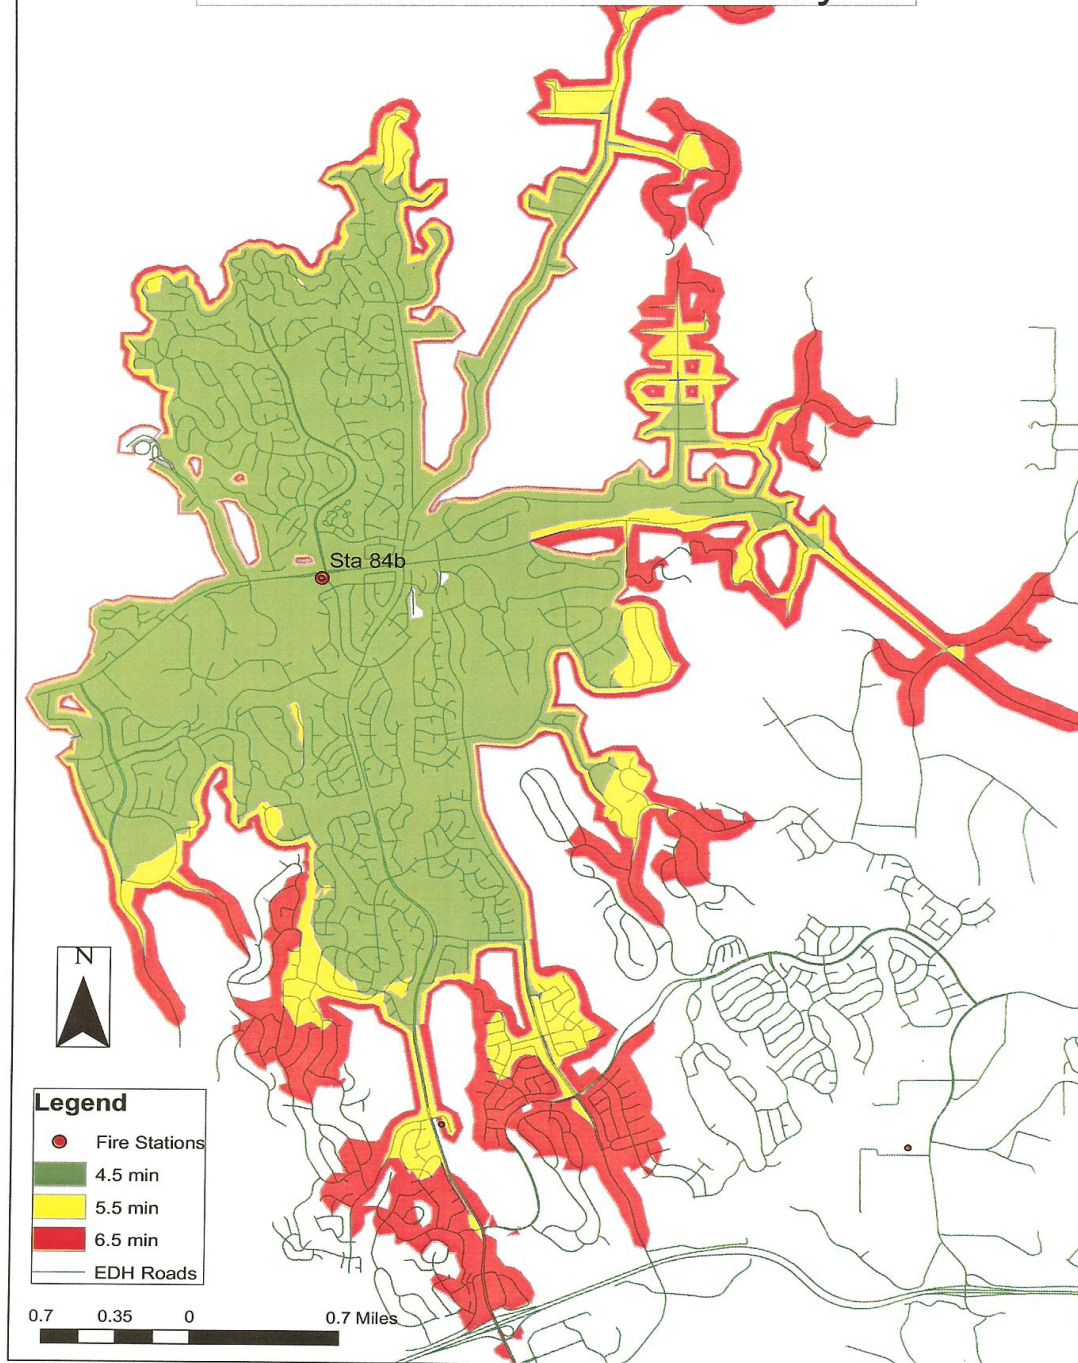 Sta 84b
N
Legend
Fire Stations
4.5 min
5.5 min
6.5 min
EDH Roads
0.7 0.35 0 0.7 Miles